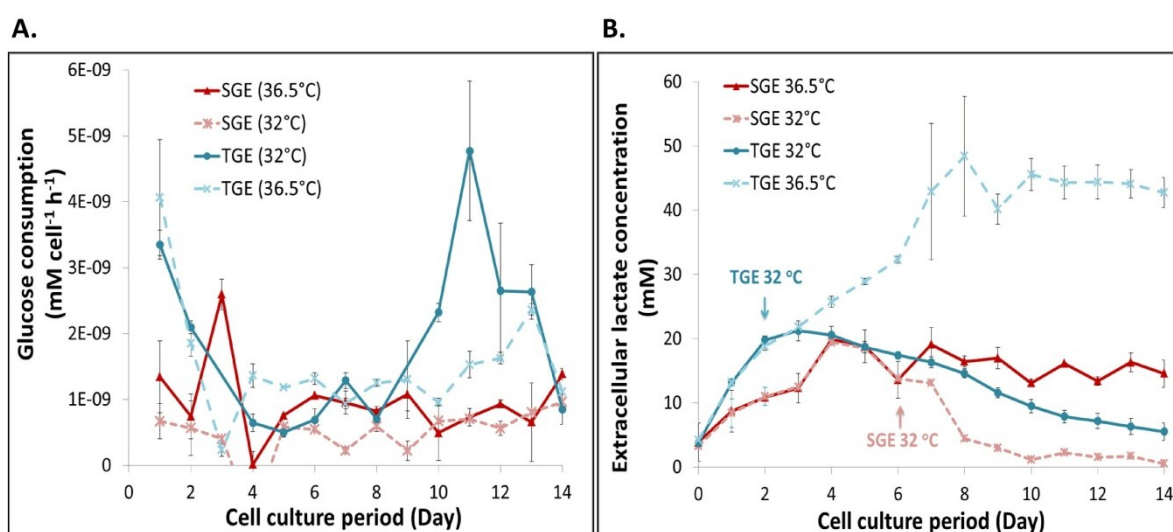 A.
6E-09
5E-09
4E-09
3E-09
2E-09
1E-09
0
Glucose consumption
(mM cell-1 h-1)
SGE (36.5°C)
SGE (32°C)
TGE (32°C)
TGE (36.5°C)
0 2 4 6 8 10 12 14
Cell culture period (Day)
B.
60
50
40
30
20
10
0
Extracellular lactate concentration
(mM)
SGE 36.5°C
SGE 32°C
TGE 32°C
TGE 36.5°C
TGE 32 °C
SGE 32 °C
0 2 4 6 8 10 12 14
Cell culture period (Day)